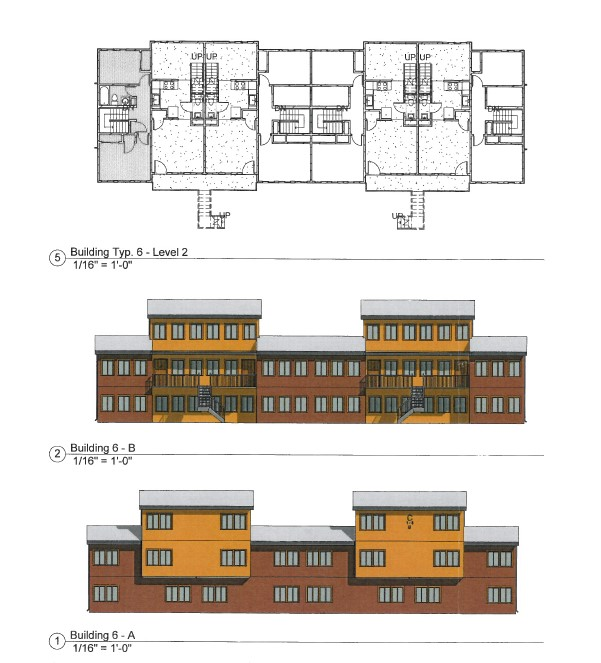 UP UP
UP UP
DN
DN
DN
DN
UP
UP
5 Building Typ. 6 - Level 2
1/16" = 1'-0"
2 Building 6 - B
1/16" = 1'-0"
C
1 Building 6 - A
1/16" = 1'-0"